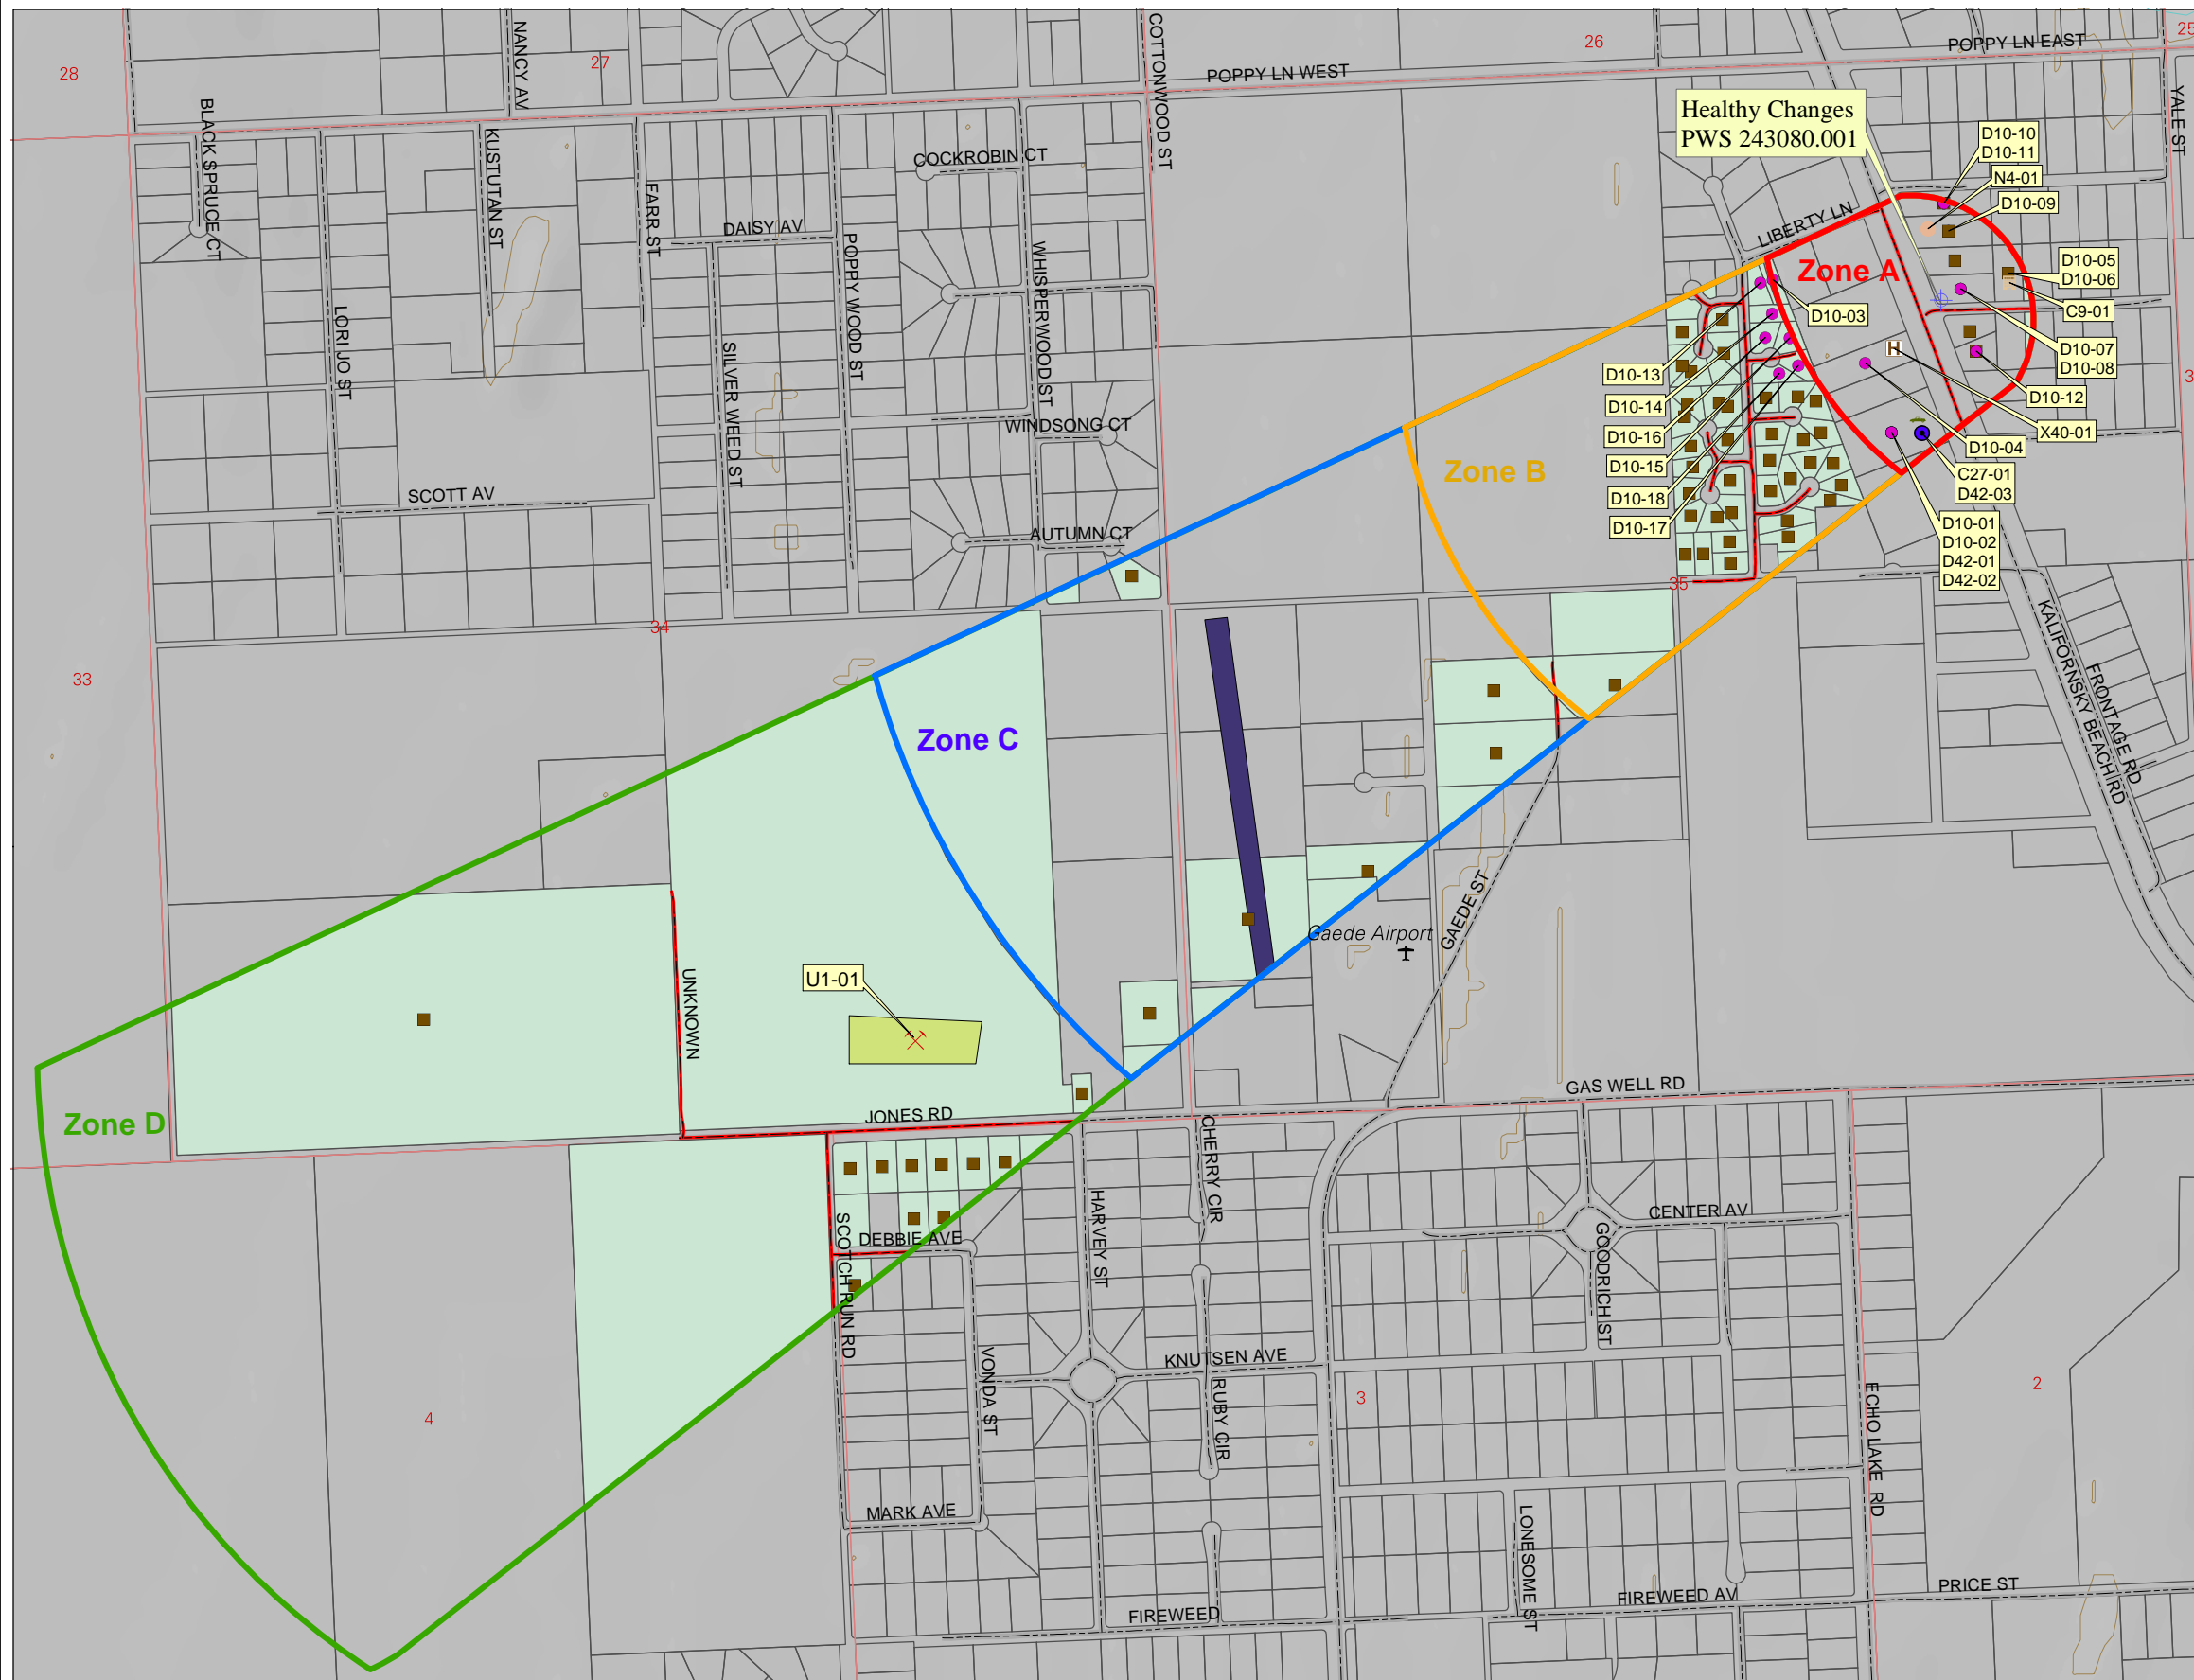 28
27
26
25
NANCY AV
COTTONWOOD ST
POPPY LN WEST
POPPY LN EAST
YALE ST
BLACK SPRUCE CT
KUSTUTAN ST
FARR ST
COCKROBIN CT
DAISY AV
POPPY WOOD ST
WHISPERWOOD ST
LORI JO ST
SILVER WEED ST
WINDSONG CT
SCOTT AV
AUTUMN CT
Healthy Changes
PWS 243080.001
D10-10
D10-11
N4-01
D10-09
LIBERTY LN
Zone A
D10-05
D10-06
C9-01
D10-03
D10-07
D10-08
D10-13
D10-12
D10-14
X40-01
D10-16
D10-04
D10-15
C27-01
D42-03
D10-18
D10-17
D10-01
D10-02
D42-01
D42-02
Zone B
H
3
35
34
33
KALIFORNSKY BEACH RD
FRONTAGE RD
Zone C
Gaede Airport
GAEDE ST
U1-01
UNKNOWN
Zone D
JONES RD
GAS WELL RD
CHERRY CIR
HARVEY ST
SCOTCH RUN RD
DEBBIE AVE
CENTER AV
GOODRICH ST
VONDA ST
KNUTSEN AVE
RUBY CIR
ECHO LAKE RD
4
3
2
MARK AVE
LONESOME ST
FIREWEED
FIREWEED AV
PRICE ST